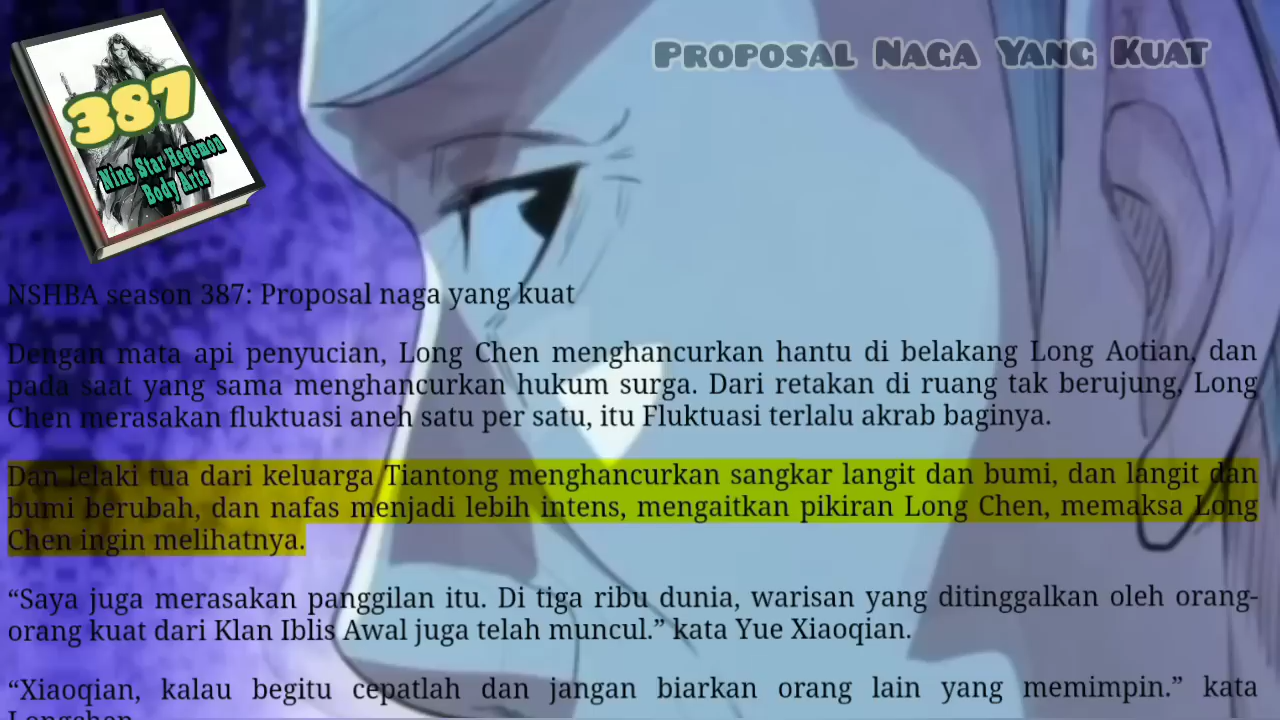 Proposal Naga Yang Kuat
387
Nine Star Hegemon
Body Arts
NSHBA season 387: Proposal naga yang kuat
Dengan mata api penyucian, Long Chen menghancurkan hantu di belakang Long Aotian, dan
pada saat yang sama menghancurkan hukum surga. Dari retakan di ruang tak berujung, Long
Chen merasakan fluktuasi aneh satu per satu, itu Fluktuasi terlalu akrab baginya.
Dan lelaki tua dari keluarga Tiantong menghancurkan sangkar langit dan bumi, dan langit dan
bumi berubah, dan nafas menjadi lebih intens, mengaitkan pikiran Long Chen, memaksa Long
Chen ingin melihatnya.
“Saya juga merasakan panggilan itu. Di tiga ribu dunia, warisan yang ditinggalkan oleh orang-
orang kuat dari Klan Iblis Awal juga telah muncul.” kata Yue Xiaoqian.
“Xiaoqian, kalau begitu cepatlah dan jangan biarkan orang lain yang memimpin.” kata